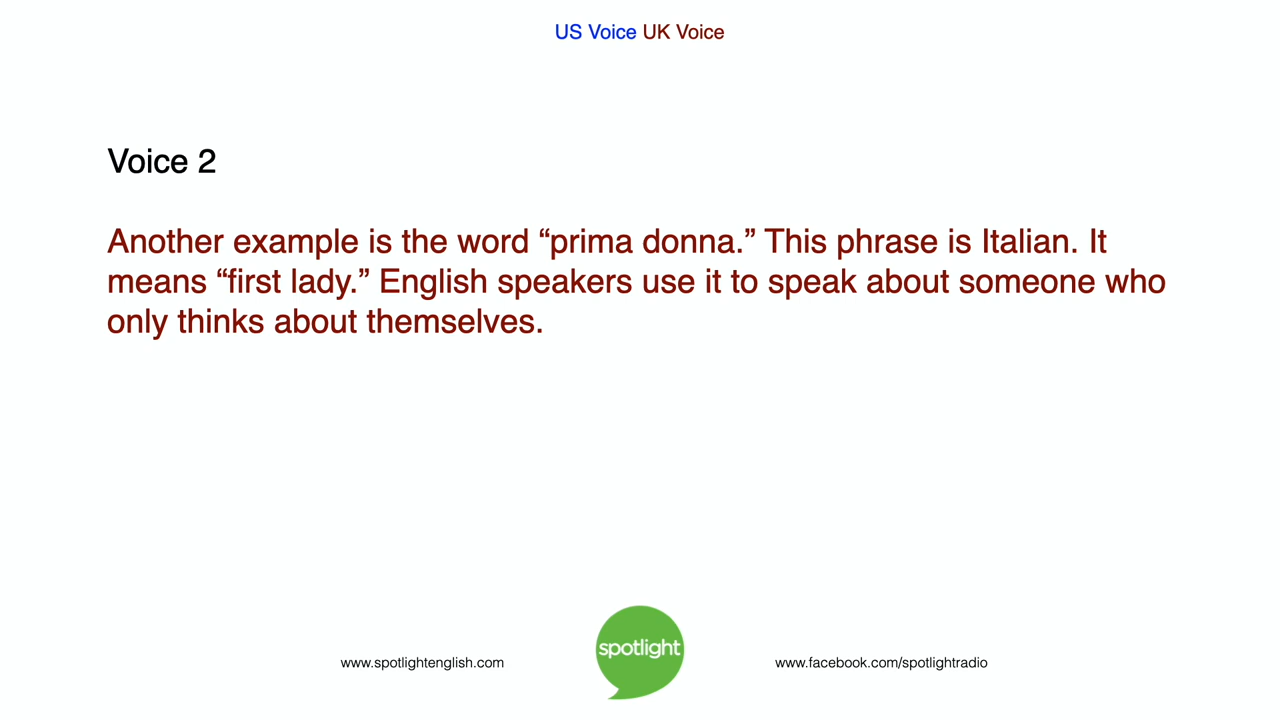 US Voice UK Voice
Voice 2
Another example is the word “prima donna.” This phrase is Italian. It
means “first lady.” English speakers use it to speak about someone who
only thinks about themselves.
spotlight
www.spotlightenglish.com
www.facebook.com/spotlightradio